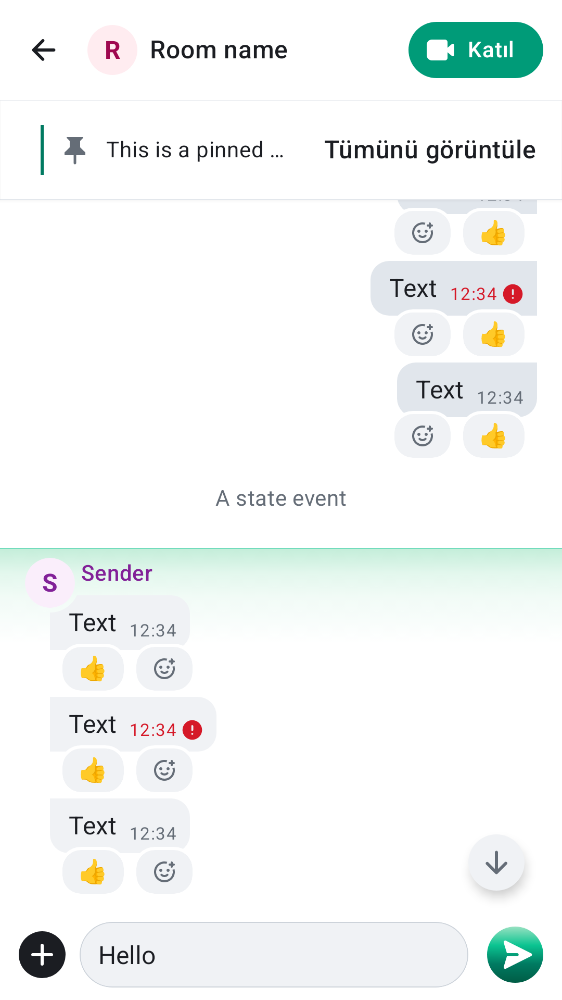 R Room name Katıl
This is a pinned ... Tümünü görüntüle
Text 12:34
Text 12:34
A state event
S Sender
Text 12:34
Text 12:34
Text 12:34
Hello